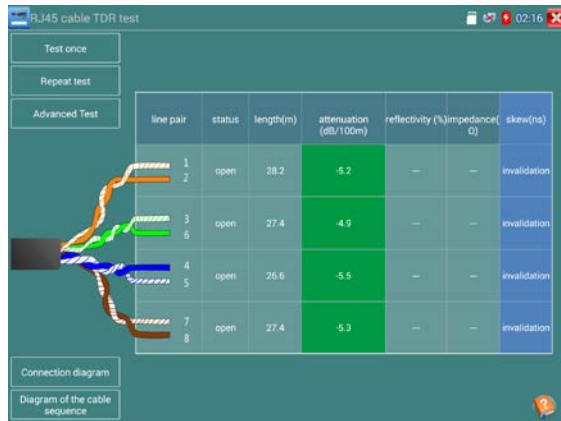 RJ45 cable TDR test
02:16
Test once
Repeat test
Advanced Test
line pair status length(m) attenuation (dB/100m) reflectivity (%) impedance(Ω) skew(ns)
1
2
open 28.2 -5.2 — — invalidation
3
6
open 27.4 -4.9 — — invalidation
4
5
open 26.6 -5.5 — — invalidation
7
8
open 27.4 -5.3 — — invalidation
Connection diagram
Diagram of the cable
sequence